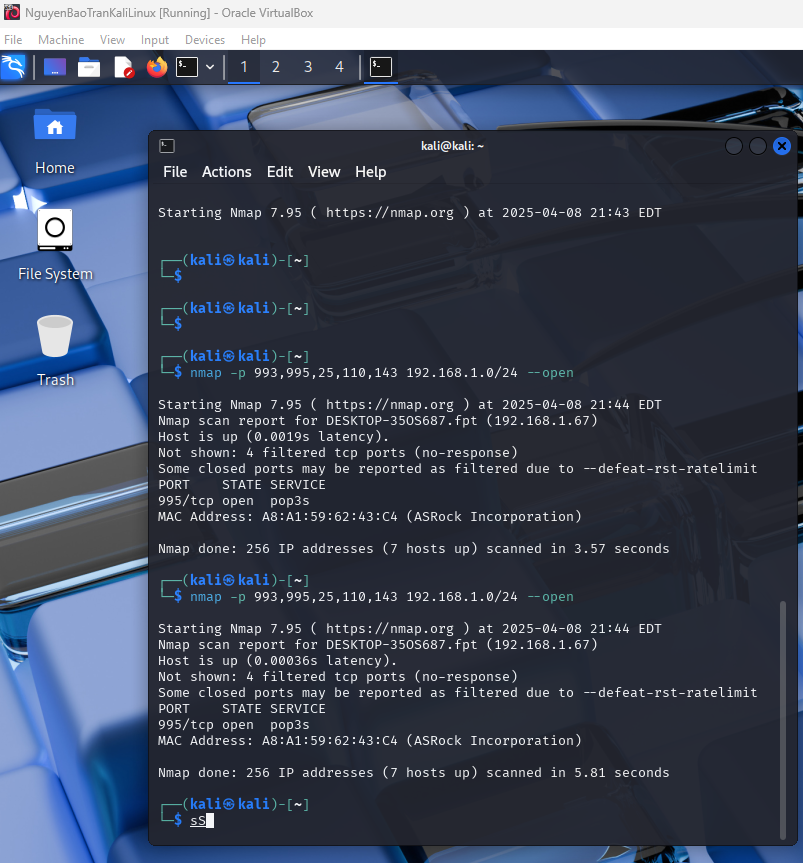 NguyenBaoTranKaliLinux [Running] - Oracle VirtualBox
File Machine View Input Devices Help
1 2 3 4
Home
File System
Trash
kali@kali: ~
File Actions Edit View Help
Starting Nmap 7.95 ( https://nmap.org ) at 2025-04-08 21:43 EDT
┌──(kali㉿kali)-[~]
└─$
┌──(kali㉿kali)-[~]
└─$
┌──(kali㉿kali)-[~]
└─$ nmap -p 993,995,25,110,143 192.168.1.0/24 --open
Starting Nmap 7.95 ( https://nmap.org ) at 2025-04-08 21:44 EDT
Nmap scan report for DESKTOP-35OS687.fpt (192.168.1.67)
Host is up (0.0019s latency).
Not shown: 4 filtered tcp ports (no-response)
Some closed ports may be reported as filtered due to --defeat-rst-ratelimit
PORT    STATE SERVICE
995/tcp open  pop3s
MAC Address: A8:A1:59:62:43:C4 (ASRock Incorporation)
Nmap done: 256 IP addresses (7 hosts up) scanned in 3.57 seconds
┌──(kali㉿kali)-[~]
└─$ nmap -p 993,995,25,110,143 192.168.1.0/24 --open
Starting Nmap 7.95 ( https://nmap.org ) at 2025-04-08 21:44 EDT
Nmap scan report for DESKTOP-35OS687.fpt (192.168.1.67)
Host is up (0.00036s latency).
Not shown: 4 filtered tcp ports (no-response)
Some closed ports may be reported as filtered due to --defeat-rst-ratelimit
PORT    STATE SERVICE
995/tcp open  pop3s
MAC Address: A8:A1:59:62:43:C4 (ASRock Incorporation)
Nmap done: 256 IP addresses (7 hosts up) scanned in 5.81 seconds
┌──(kali㉿kali)-[~]
└─$ sS